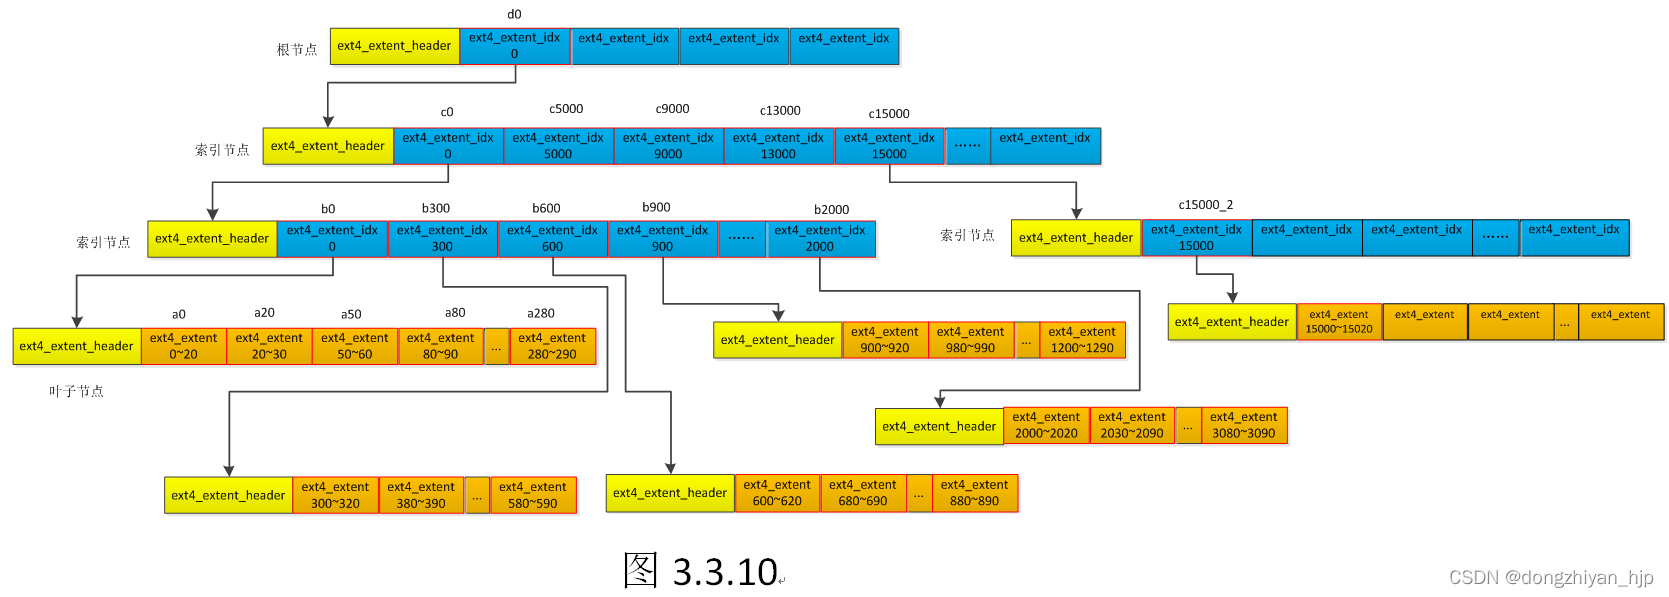 d0
根节点
ext4_extent_header
ext4_extent_idx
0
ext4_extent_idx
ext4_extent_idx
ext4_extent_idx
c0
c5000
c9000
c13000
c15000
索引节点
ext4_extent_header
ext4_extent_idx
0
ext4_extent_idx
5000
ext4_extent_idx
9000
ext4_extent_idx
13000
ext4_extent_idx
15000
……
ext4_extent_idx
b0
b300
b600
b900
b2000
索引节点
ext4_extent_header
ext4_extent_idx
0
ext4_extent_idx
300
ext4_extent_idx
600
ext4_extent_idx
900
……
ext4_extent_idx
2000
c15000_2
索引节点
ext4_extent_header
ext4_extent_idx
15000
ext4_extent_idx
ext4_extent_idx
……
ext4_extent_idx
a0
a20
a50
a80
a280
ext4_extent_header
ext4_extent
0~20
ext4_extent
20~30
ext4_extent
50~60
ext4_extent
80~90
...
ext4_extent
280~290
叶子节点
ext4_extent_header
ext4_extent
900~920
ext4_extent
980~990
...
ext4_extent
1200~1290
ext4_extent_header
ext4_extent
15000~15020
ext4_extent
ext4_extent
...
ext4_extent
ext4_extent_header
ext4_extent
2000~2020
ext4_extent
2030~2090
...
ext4_extent
3080~3090
ext4_extent_header
ext4_extent
300~320
ext4_extent
380~390
...
ext4_extent
580~590
ext4_extent_header
ext4_extent
600~620
ext4_extent
680~690
...
ext4_extent
880~890
图 3.3.10
CSDN @dongzhiyan_hjp